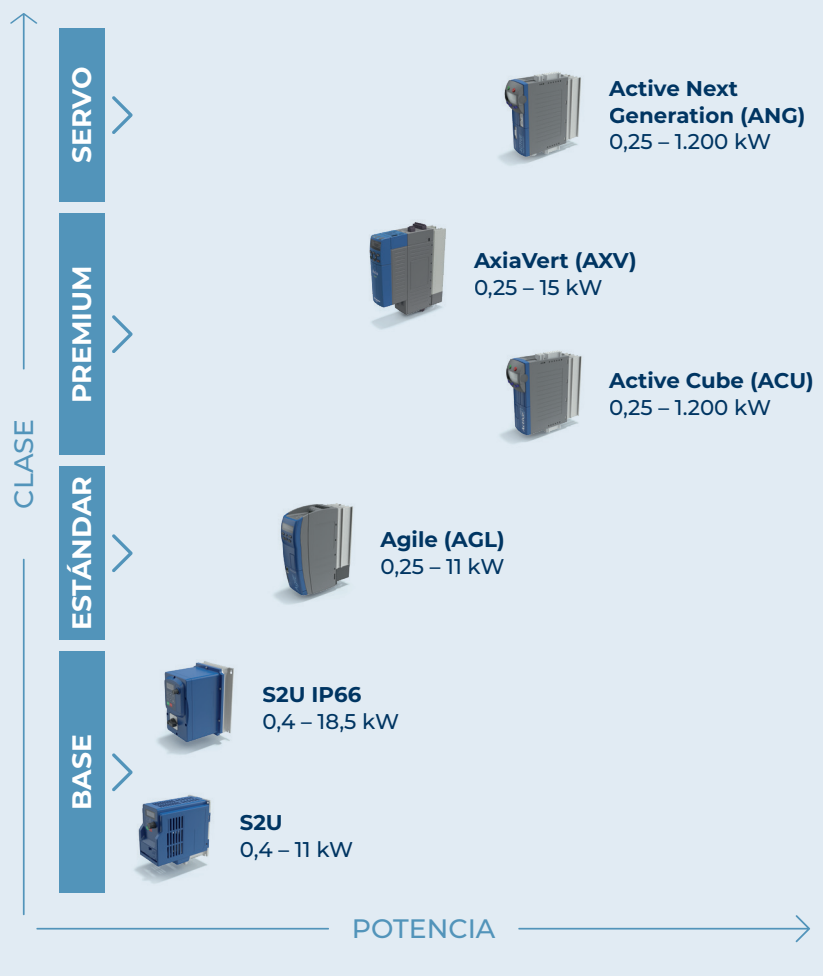 SERVO
Active Next
Generation (ANG)
0,25 – 1.200 kW
PREMIUM
AxiaVert (AXV)
0,25 – 15 kW
Active Cube (ACU)
0,25 – 1.200 kW
CLASE
ESTÁNDAR
Agile (AGL)
0,25 – 11 kW
BASE
S2U IP66
0,4 – 18,5 kW
S2U
0,4 – 11 kW
POTENCIA